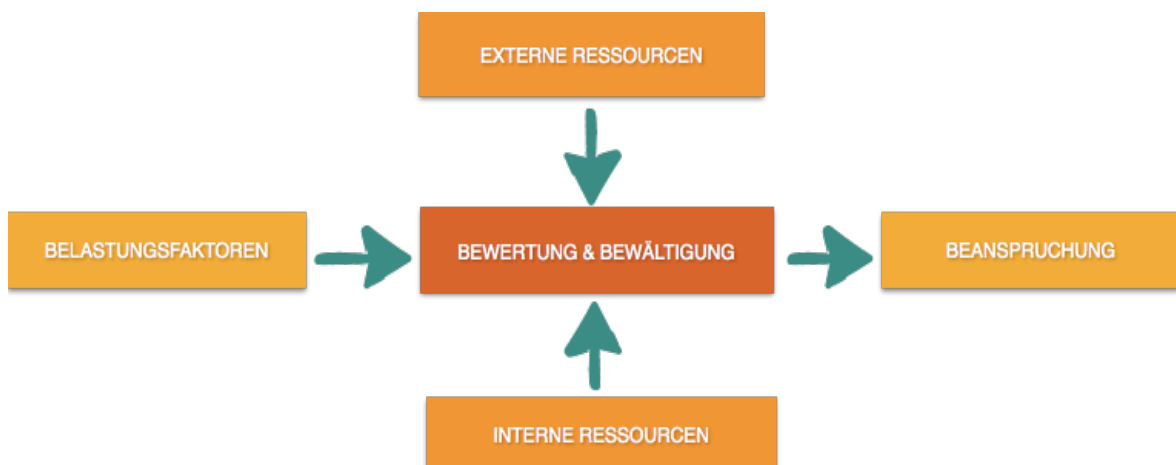 EXTERNE RESSOURCEN
BELASTUNGSFAKTOREN
BEWERTUNG & BEWÄLTIGUNG
BEANSPRUCHUNG
INTERNE RESSOURCEN